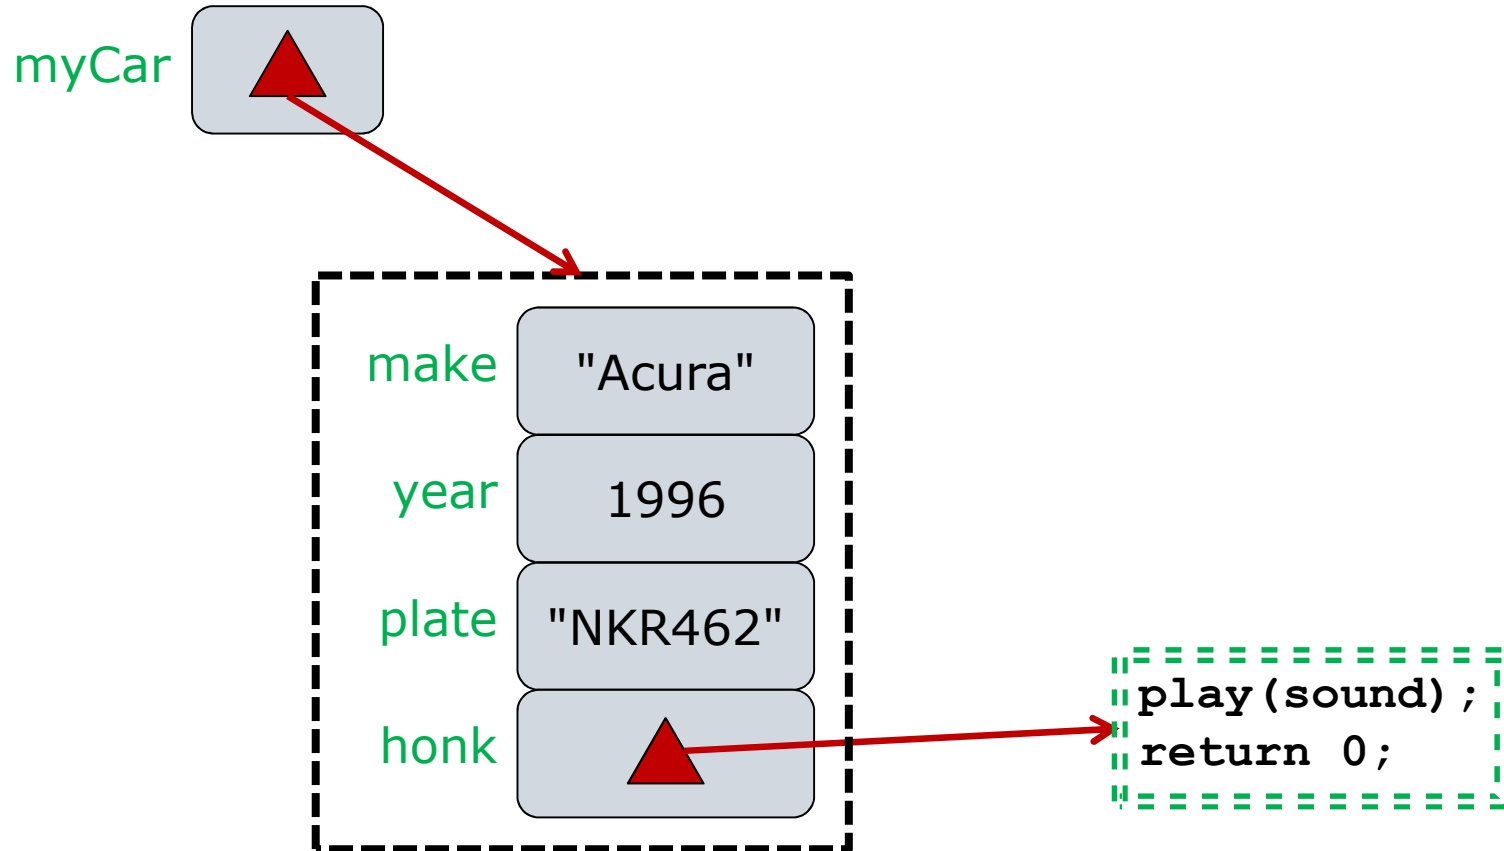 myCar
make "Acura"
year 1996
plate "NKR462"
honk
play(sound);
return 0;